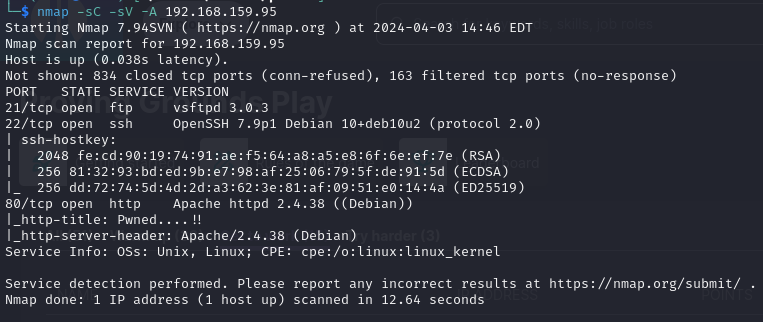 └─$ nmap -sC -sV -A 192.168.159.95
Starting Nmap 7.94SVN ( https://nmap.org ) at 2024-04-03 14:46 EDT
Nmap scan report for 192.168.159.95
Host is up (0.038s latency).
Not shown: 834 closed tcp ports (conn-refused), 163 filtered tcp ports (no-response)
PORT   STATE SERVICE VERSION
21/tcp open  ftp     vsftpd 3.0.3
22/tcp open  ssh     OpenSSH 7.9p1 Debian 10+deb10u2 (protocol 2.0)
| ssh-hostkey:
|   2048 fe:cd:90:19:74:91:ae:f5:64:a8:a5:e8:6f:6e:ef:7e (RSA)
|   256 81:32:93:bd:ed:9b:e7:98:af:25:06:79:5f:de:91:5d (ECDSA)
|_  256 dd:72:74:5d:4d:2d:a3:62:3e:81:af:09:51:e0:14:4a (ED25519)
80/tcp open  http    Apache httpd 2.4.38 ((Debian))
|_http-title: Pwned....!!
|_http-server-header: Apache/2.4.38 (Debian)
Service Info: OSs: Unix, Linux; CPE: cpe:/o:linux:linux_kernel
Service detection performed. Please report any incorrect results at https://nmap.org/submit/ .
Nmap done: 1 IP address (1 host up) scanned in 12.64 seconds